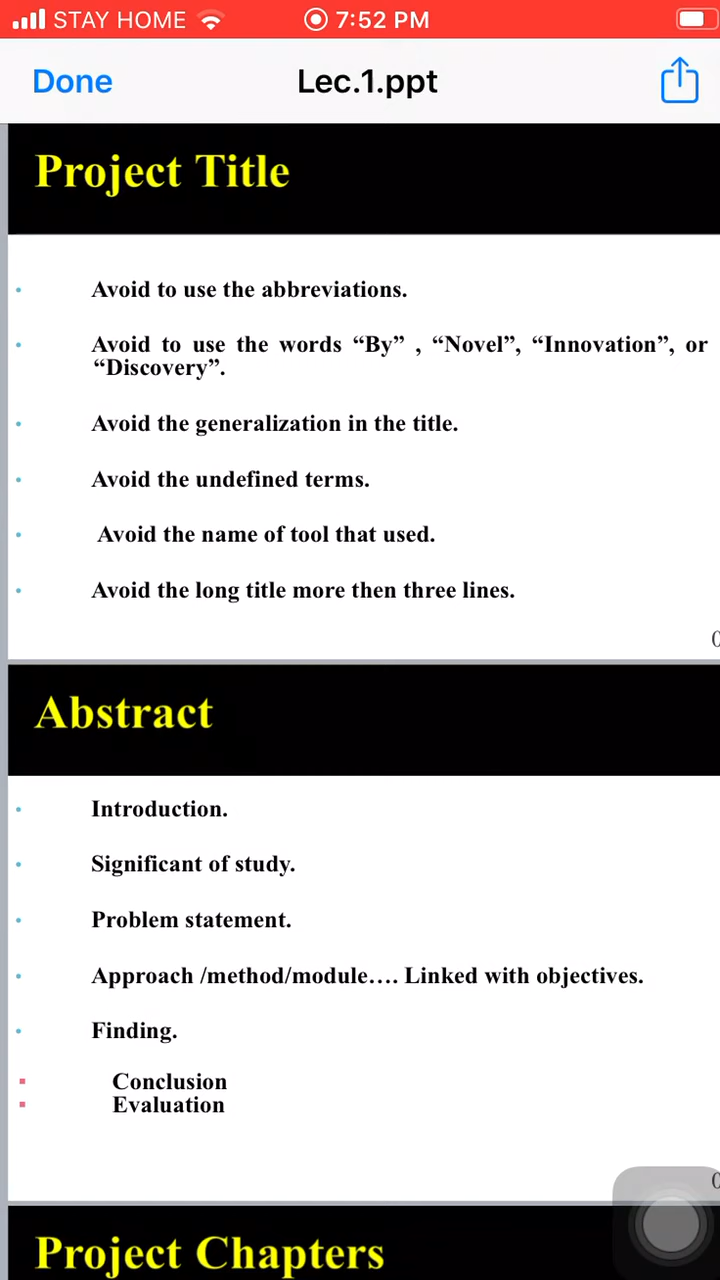 STAY HOME 7:52 PM
Done Lec.1.ppt
Project Title
• Avoid to use the abbreviations.
• Avoid to use the words “By” , “Novel”, “Innovation”, or
“Discovery”.
• Avoid the generalization in the title.
• Avoid the undefined terms.
• Avoid the name of tool that used.
• Avoid the long title more then three lines.
Abstract
• Introduction.
• Significant of study.
• Problem statement.
• Approach /method/module…. Linked with objectives.
• Finding.
▪ Conclusion
▪ Evaluation
Project Chapters